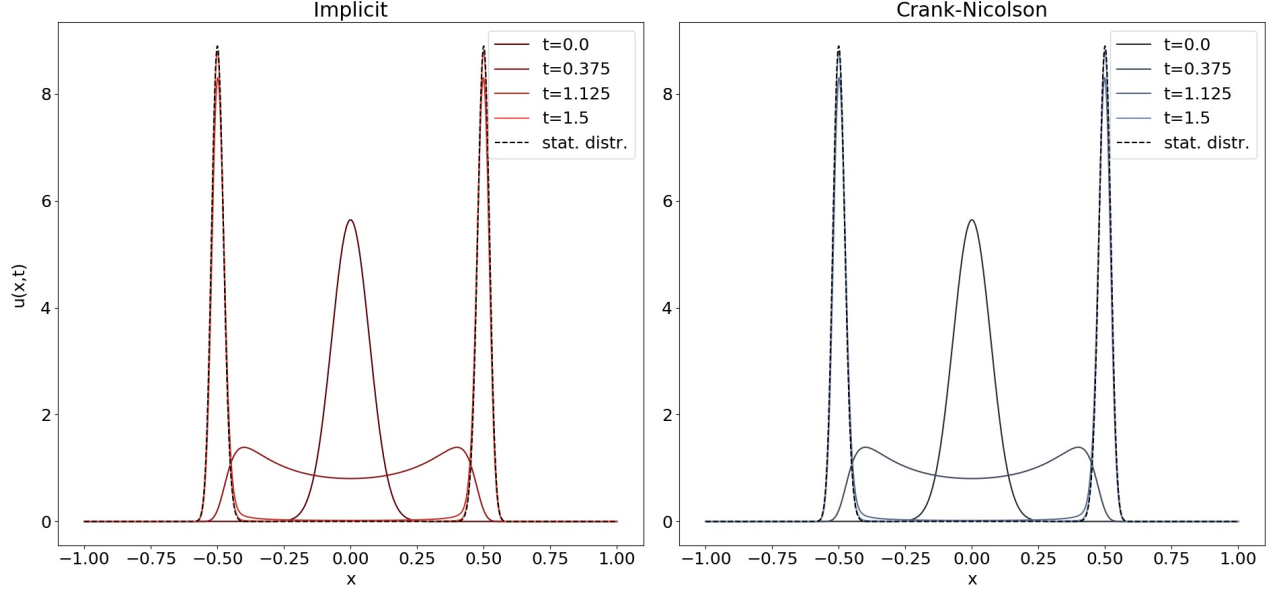 Implicit
t=0.0
t=0.375
t=1.125
t=1.5
stat. distr.
8
6
4
2
0
u(x,t)
−1.00 −0.75 −0.50 −0.25 0.00 0.25 0.50 0.75 1.00
x
Crank-Nicolson
t=0.0
t=0.375
t=1.125
t=1.5
stat. distr.
8
6
4
2
0
−1.00 −0.75 −0.50 −0.25 0.00 0.25 0.50 0.75 1.00
x